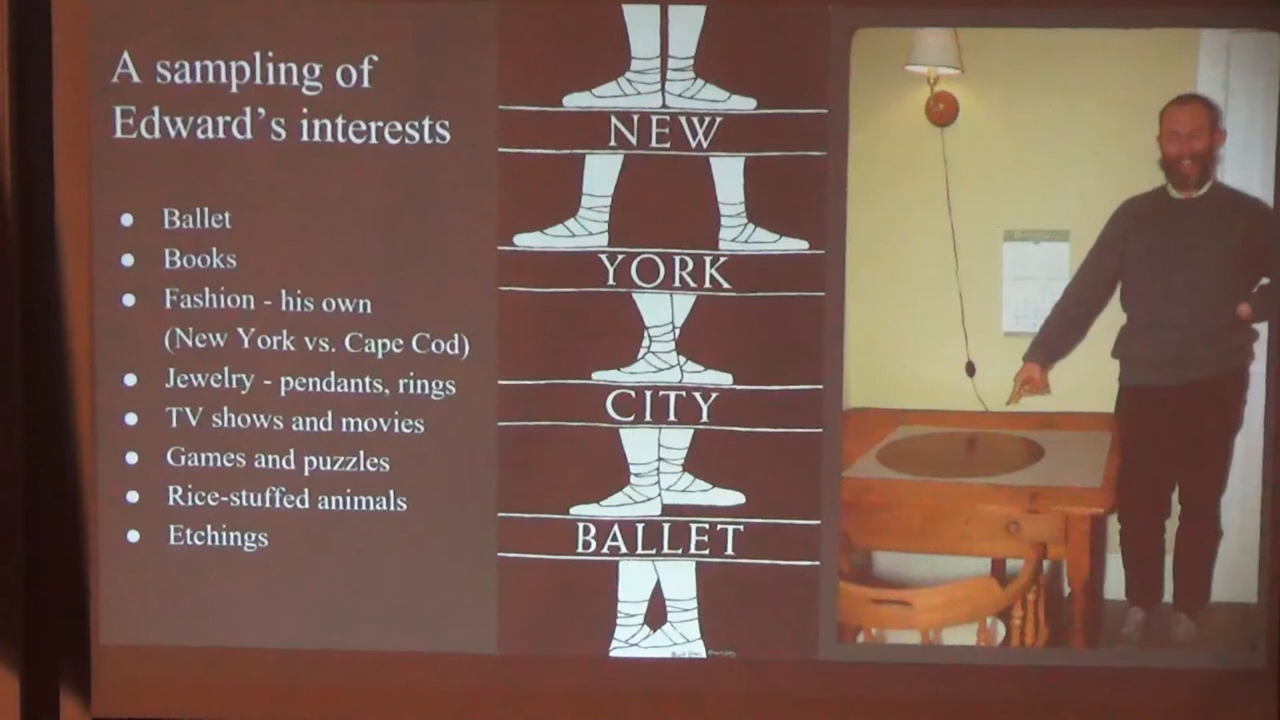 A sampling of
Edward's interests
● Ballet
● Books
● Fashion - his own
(New York vs. Cape Cod)
● Jewelry - pendants, rings
● TV shows and movies
● Games and puzzles
● Rice-stuffed animals
● Etchings
NEW
YORK
CITY
BALLET